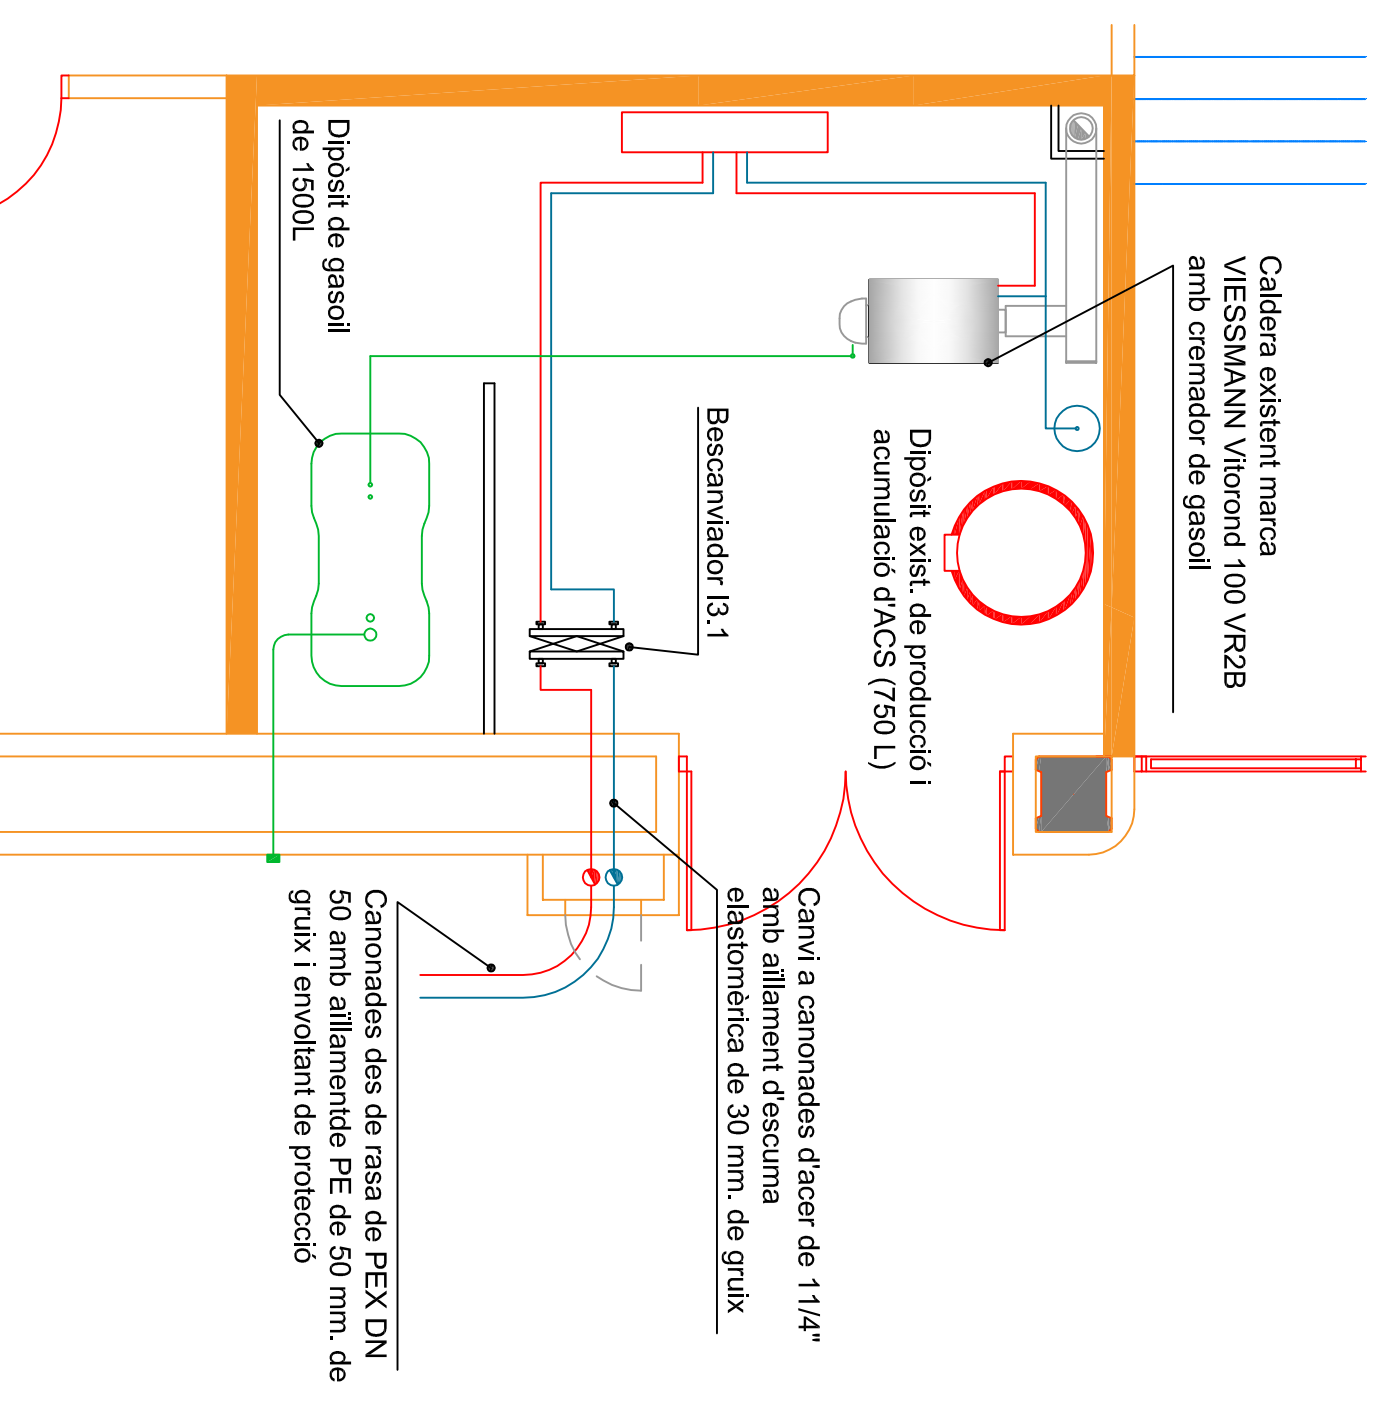 Caldera existent marca
VIESSMANN Vitorond 100 VR2B
amb cremador de gasoil
Dipòsit exist. de producció i
acumulació d'ACS (750 L)
Canvi a canonades d'acer de 11/4"
amb aïllament d'escuma
elastomèrica de 30 mm. de gruix
Bescanviador I3.1
Canonades des de rasa de PEX DN
50 amb aïllamentde PE de 50 mm. de
gruix i envoltant de protecció
Dipòsit de gasoil
de 1500L